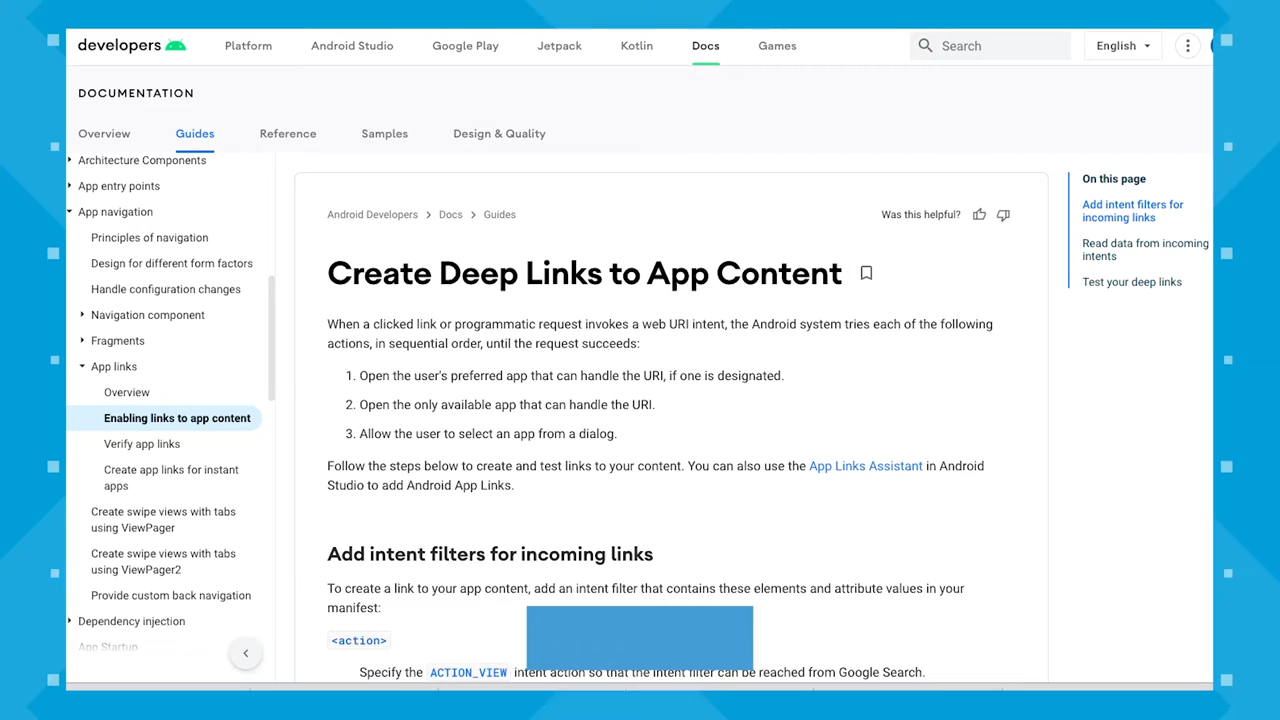 developers
Platform
Android Studio
Google Play
Jetpack
Kotlin
Docs
Games
Search
English
DOCUMENTATION
Overview
Guides
Reference
Samples
Design & Quality
Architecture Components
App entry points
App navigation
Principles of navigation
Design for different form factors
Handle configuration changes
Navigation component
Fragments
App links
Overview
Enabling links to app content
Verify app links
Create app links for instant
apps
Create swipe views with tabs
using ViewPager
Create swipe views with tabs
using ViewPager2
Provide custom back navigation
Dependency injection
App Startup
Android Developers > Docs > Guides
Was this helpful?
Create Deep Links to App Content
When a clicked link or programmatic request invokes a web URI intent, the Android system tries each of the following
actions, in sequential order, until the request succeeds:
1. Open the user's preferred app that can handle the URI, if one is designated.
2. Open the only available app that can handle the URI.
3. Allow the user to select an app from a dialog.
Follow the steps below to create and test links to your content. You can also use the App Links Assistant in Android
Studio to add Android App Links.
Add intent filters for incoming links
To create a link to your app content, add an intent filter that contains these elements and attribute values in your
manifest:
<action>
Specify the ACTION_VIEW intent action so that the intent filter can be reached from Google Search.
On this page
Add intent filters for
incoming links
Read data from incoming
intents
Test your deep links